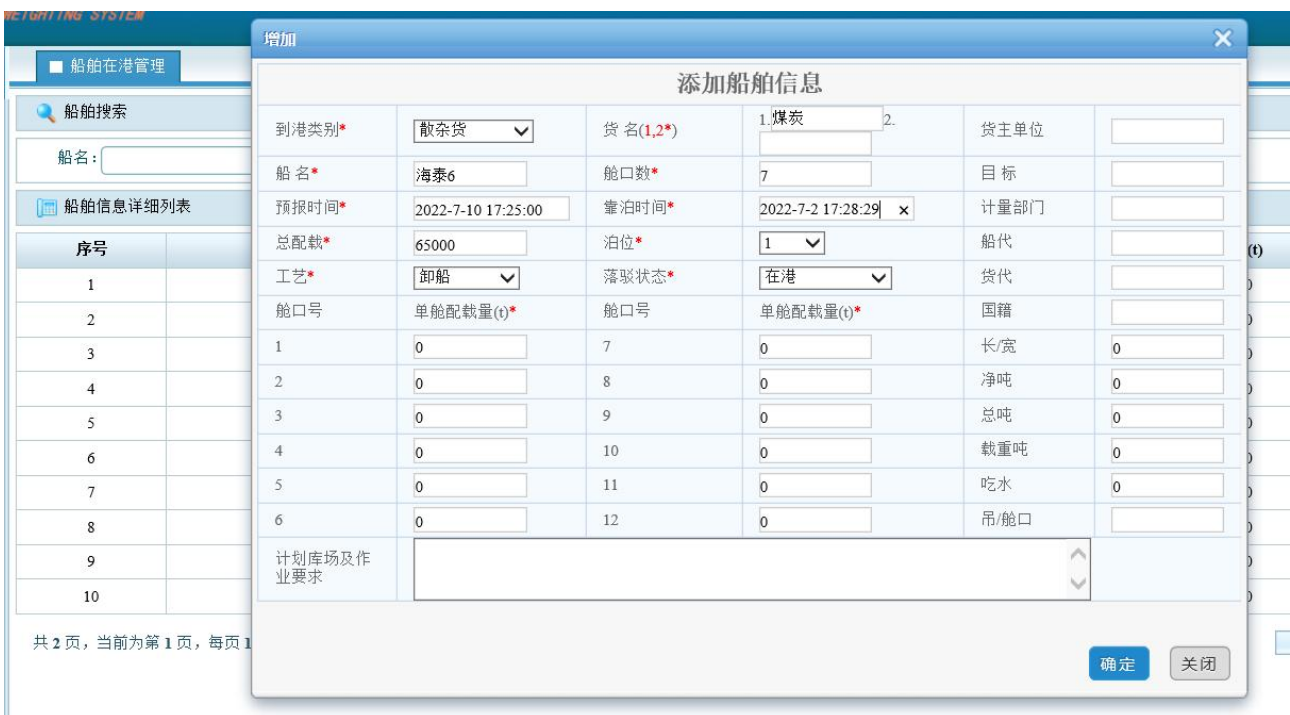 WEIGHTING SYSTEM
增加
船舶在港管理
添加船舶信息
船舶搜索
到港类别* 散杂货 货 名(1,2*) 1.煤炭 2. 货主单位
船名:
船 名* 海泰6 舱口数* 7 目 标
船舶信息详细列表
预报时间* 2022-7-10 17:25:00 靠泊时间* 2022-7-2 17:28:29 计量部门
序号
总配载* 65000 泊位* 1 船代
(t)
1
工艺* 卸船 落驳状态* 在港 货代
2
舱口号 单舱配载量(t)* 舱口号 单舱配载量(t)* 国籍
3
1 0 7 0 长/宽 0
4
2 0 8 0 净吨 0
5
3 0 9 0 总吨 0
6
4 0 10 0 载重吨 0
7
5 0 11 0 吃水 0
8
6 0 12 0 吊/舱口
9
计划库场及作
业要求
10
共 2 页，当前为第 1 页，每页 1
确定 关闭